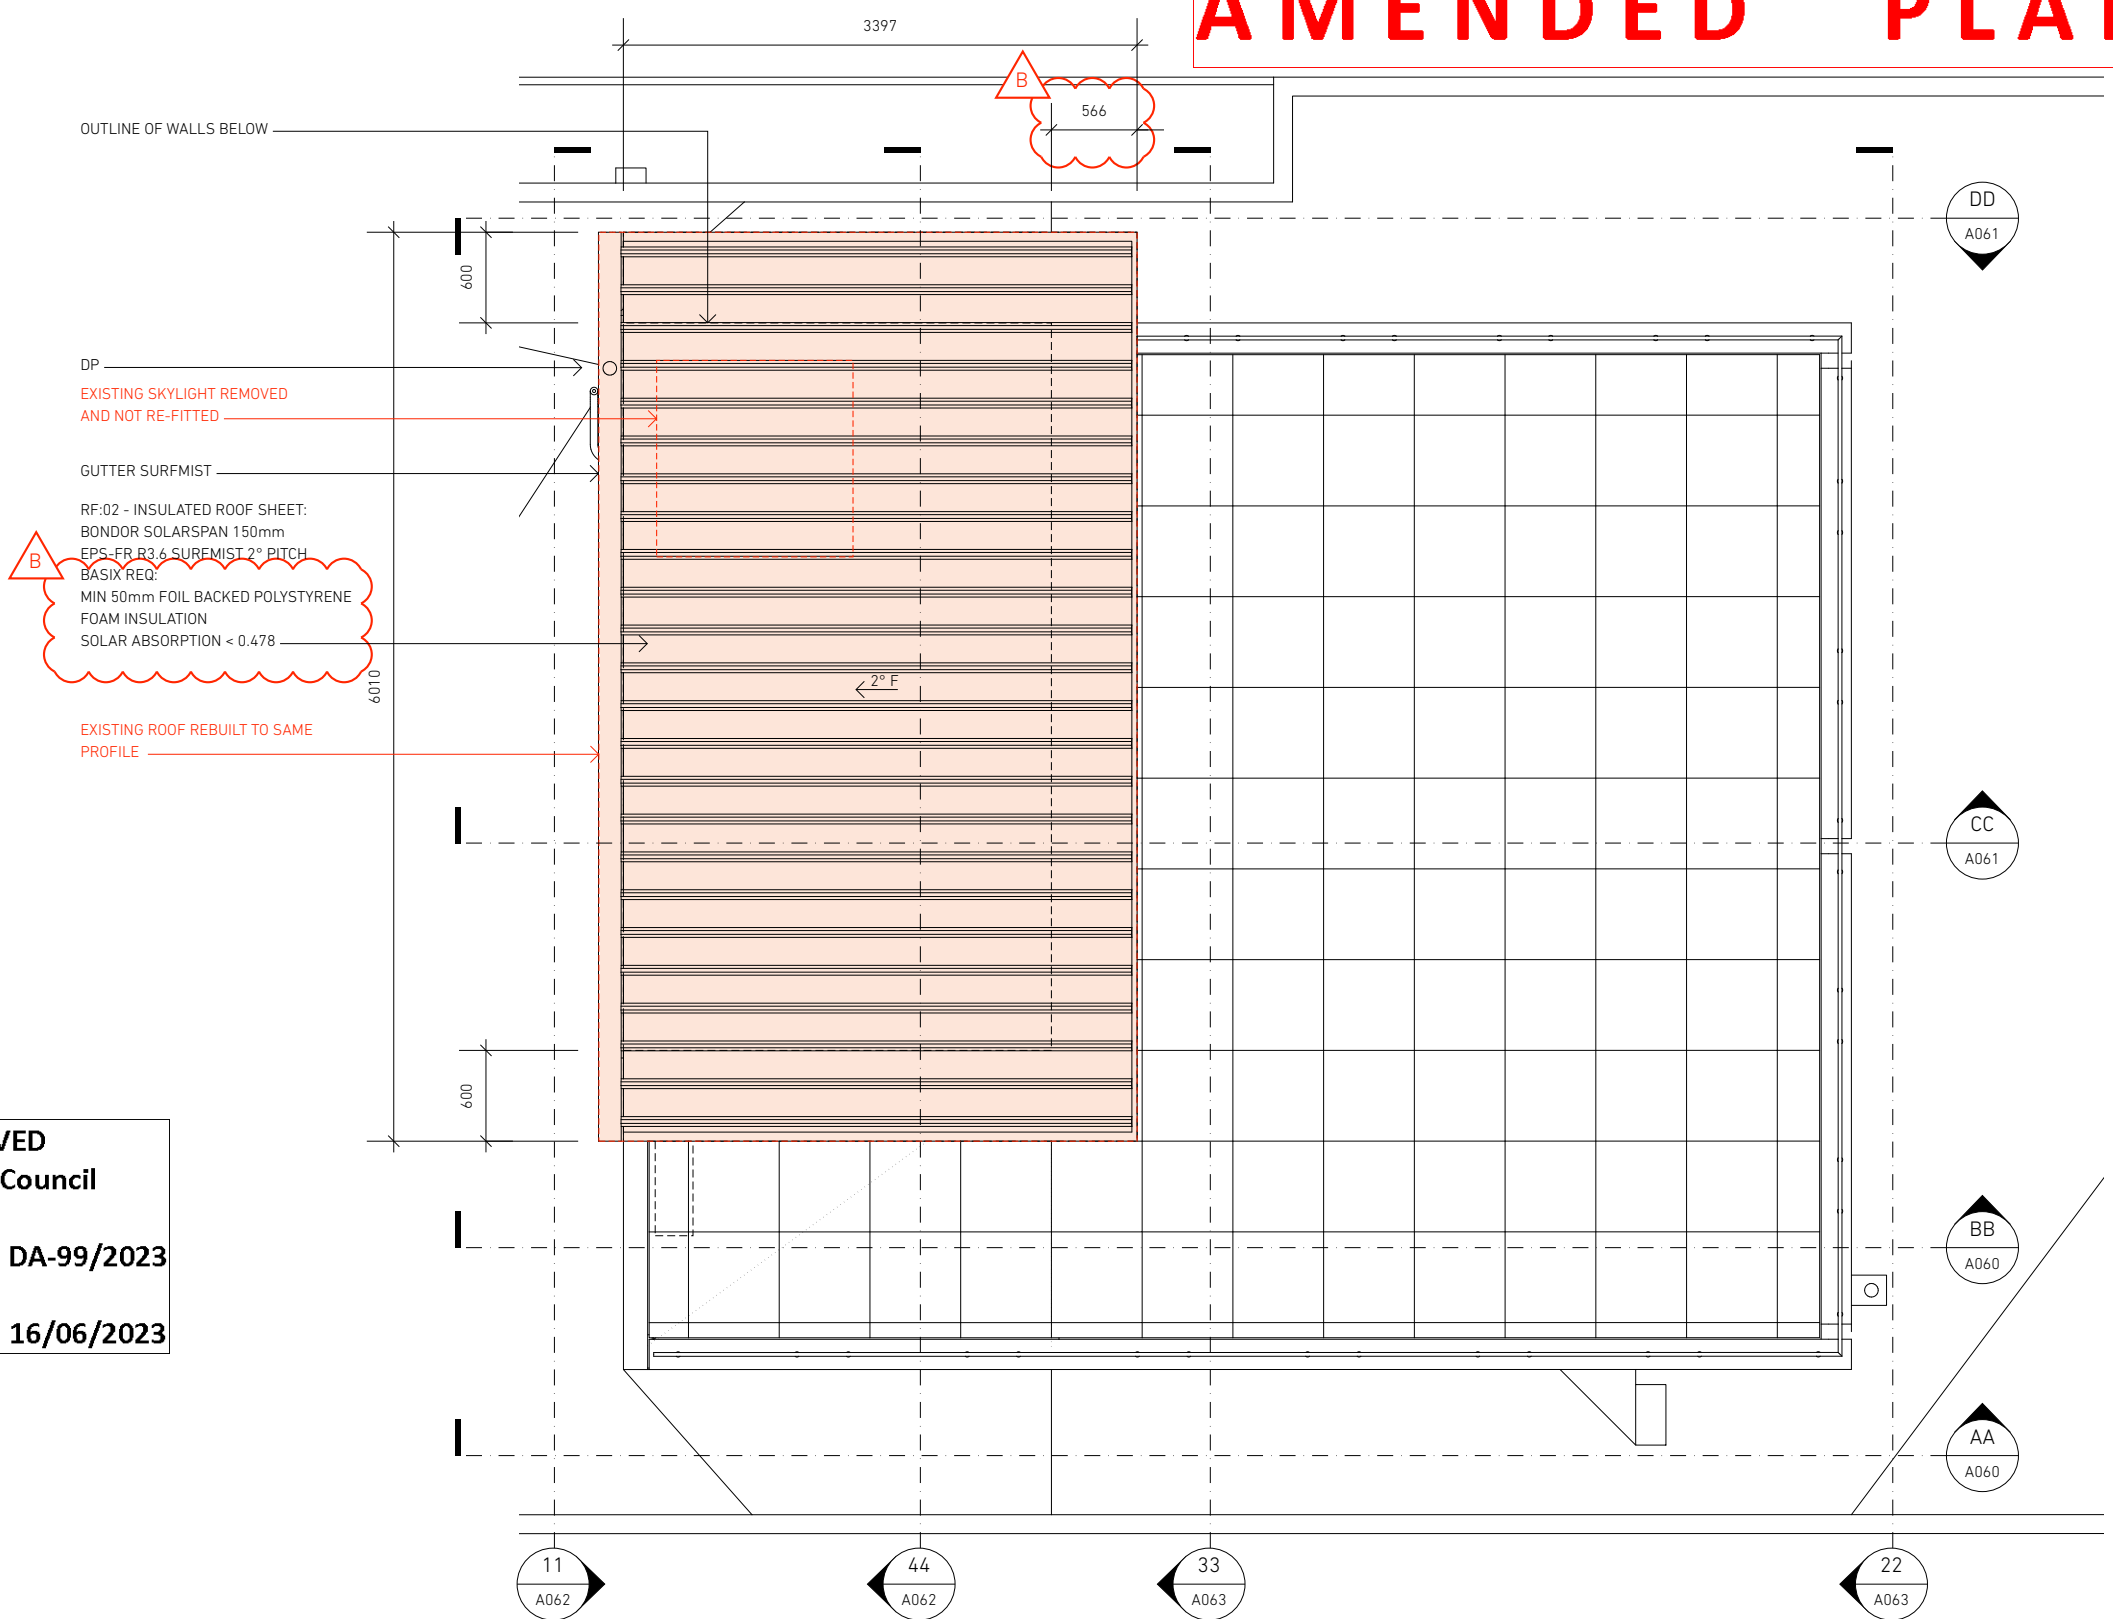 AMENDED
3397
B
566
OUTLINE OF WALLS BELOW
DD
A061
600
DP
EXISTING SKYLIGHT REMOVED
AND NOT RE-FITTED
GUTTER SURFMIST
RF:02 - INSULATED ROOF SHEET:
BONDOR SOLARSPAN 150mm
EPS-FR R3.6 SURFMIST 2° PITCH
B
BASIX REQ:
MIN 50mm FOIL BACKED POLYSTYRENE
FOAM INSULATION
SOLAR ABSORPTION < 0.478
6010
2° F
EXISTING ROOF REBUILT TO SAME
PROFILE
CC
A061
600
VED
Council
DA-99/2023
16/06/2023
BB
A060
AA
A060
11
A062
44
A062
33
A063
22
A063